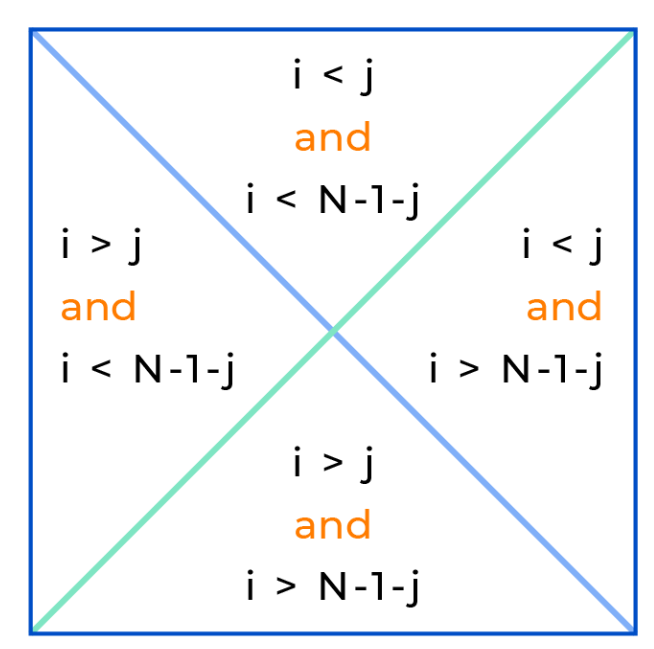 i < j
and
i < N-1-j
i > j
and
i < N-1-j
i < j
and
i > N-1-j
i > j
and
i > N-1-j